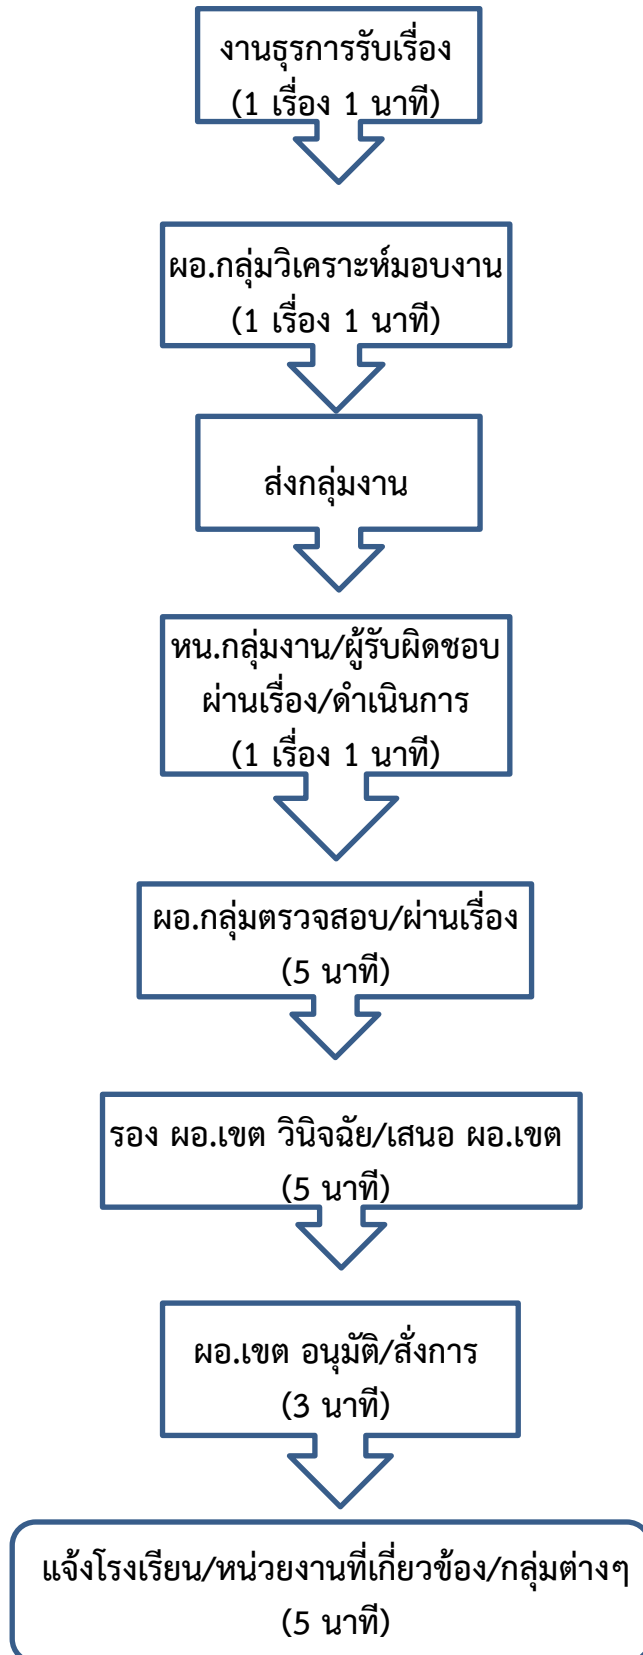 งานธุรการรับเรื่อง
(1 เรื่อง 1 นาที)
ผอ.กลุ่มวิเคราะห์มอบงาน
(1 เรื่อง 1 นาที)
ส่งกลุ่มงาน
หน.กลุ่มงาน/ผู้รับผิดชอบ
ผ่านเรื่อง/ดำเนินการ
(1 เรื่อง 1 นาที)
ผอ.กลุ่มตรวจสอบ/ผ่านเรื่อง
(5 นาที)
รอง ผอ.เขต วินิจฉัย/เสนอ ผอ.เขต
(5 นาที)
ผอ.เขต อนุมัติ/สั่งการ
(3 นาที)
แจ้งโรงเรียน/หน่วยงานที่เกี่ยวข้อง/กลุ่มต่างๆ
(5 นาที)